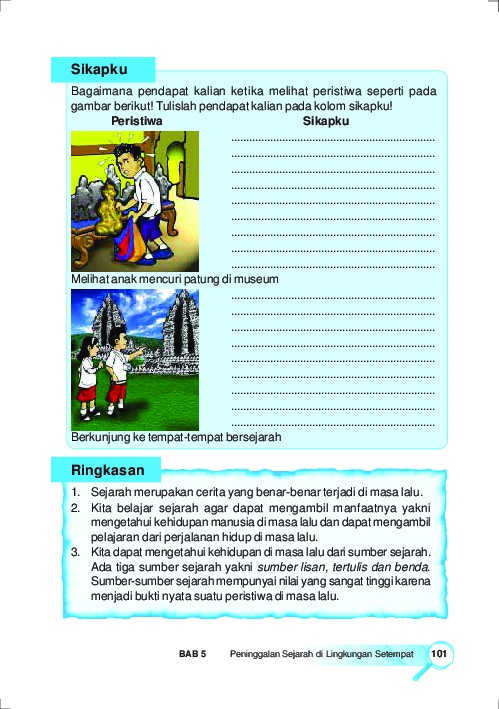 Sikapku
Bagaimana pendapat kalian ketika melihat peristiwa seperti pada
gambar berikut! Tulislah pendapat kalian pada kolom sikapku!
Peristiwa Sikapku
Melihat anak mencuri patung di museum
Berkunjung ke tempat-tempat bersejarah
Ringkasan
1. Sejarah merupakan cerita yang benar-benar terjadi di masa lalu.
2. Kita belajar sejarah agar dapat mengambil manfaatnya yakni
mengetahui kehidupan manusia di masa lalu dan dapat mengambil
pelajaran dari perjalanan hidup di masa lalu.
3. Kita dapat mengetahui kehidupan di masa lalu dari sumber sejarah.
Ada tiga sumber sejarah yakni sumber lisan, tertulis dan benda.
Sumber-sumber sejarah mempunyai nilai yang sangat tinggi karena
menjadi bukti nyata suatu peristiwa di masa lalu.
BAB 5 Peninggalan Sejarah di Lingkungan Setempat 101